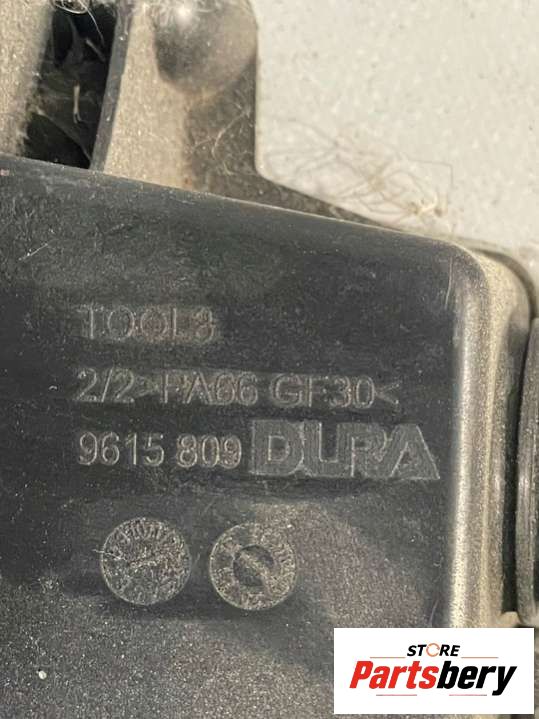 TOOL3
2/2>PA66 GF30<
9615 809 DURA
STORE
Partsbery